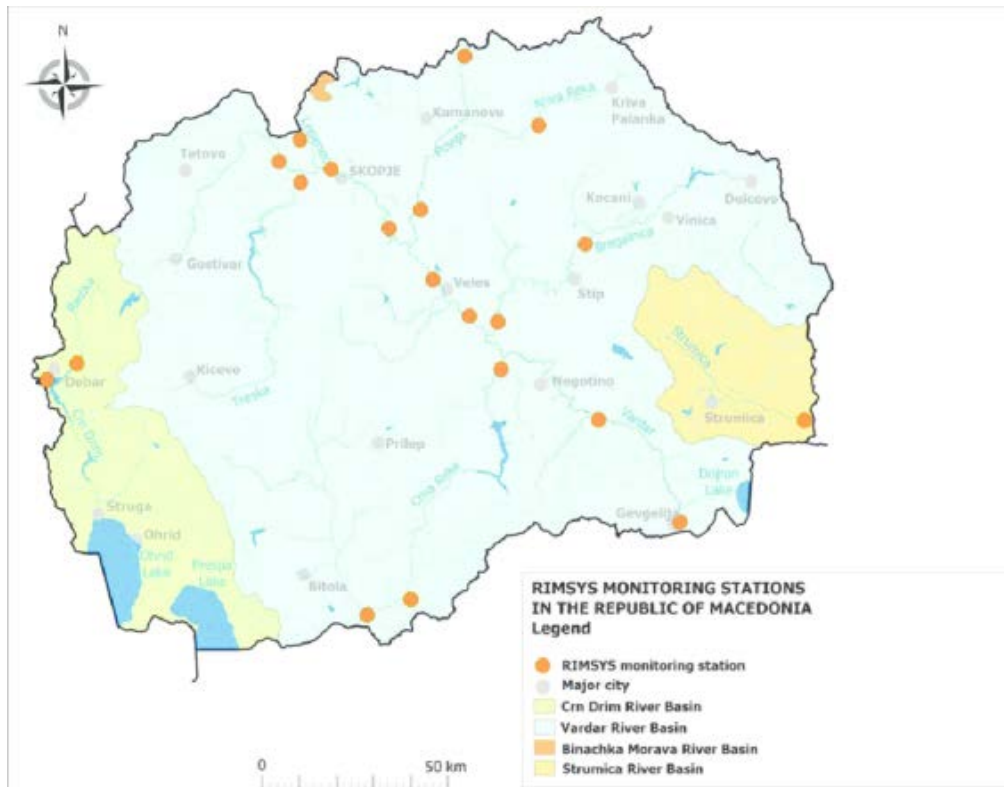 N
Kumanovo
Kriva Reka
Kriva
Palanka
Lepenec
Pcinja
Tetovo
SKOPJE
Kocani
Delcevo
Vinica
Bregalnica
Gostivar
Veles
Stip
Radika
Strumica
Debar
Kicevo
Treska
Negotino
Strumica
Vardar
Crn Drim
Prilep
Crna Reka
Dojran
Lake
Struga
Gevgelija
Ohrid
Ohrid
Lake
Prespa
Lake
Bitola
RIMSYS MONITORING STATIONS
IN THE REPUBLIC OF MACEDONIA
Legend
RIMSYS monitoring station
Major city
Crn Drim River Basin
Vardar River Basin
Binachka Morava River Basin
Strumica River Basin
0 50 km